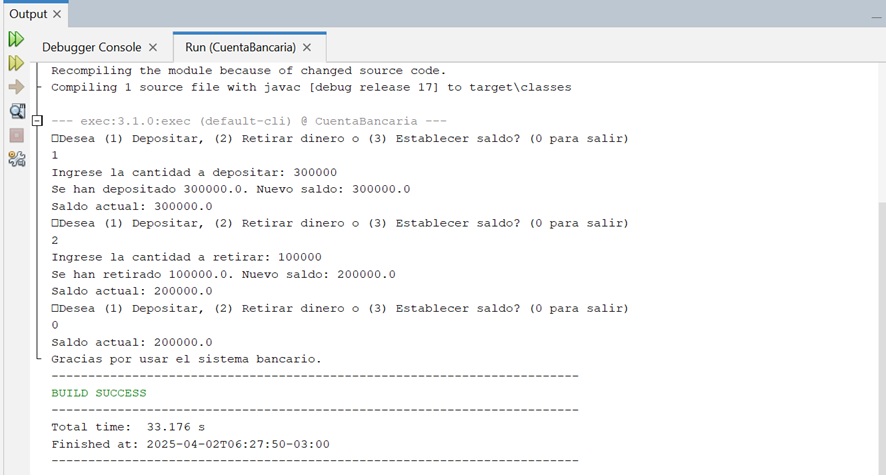 Output
Debugger Console
Run (CuentaBancaria)
Recompiling the module because of changed source code.
Compiling 1 source file with javac [debug release 17] to target\classes
--- exec:3.1.0:exec (default-cli) @ CuentaBancaria ---
□Desea (1) Depositar, (2) Retirar dinero o (3) Establecer saldo? (0 para salir)
1
Ingrese la cantidad a depositar: 300000
Se han depositado 300000.0. Nuevo saldo: 300000.0
Saldo actual: 300000.0
□Desea (1) Depositar, (2) Retirar dinero o (3) Establecer saldo? (0 para salir)
2
Ingrese la cantidad a retirar: 100000
Se han retirado 100000.0. Nuevo saldo: 200000.0
Saldo actual: 200000.0
□Desea (1) Depositar, (2) Retirar dinero o (3) Establecer saldo? (0 para salir)
0
Saldo actual: 200000.0
Gracias por usar el sistema bancario.
------------------------------------------------------------------------
BUILD SUCCESS
------------------------------------------------------------------------
Total time:  33.176 s
Finished at: 2025-04-02T06:27:50-03:00
------------------------------------------------------------------------